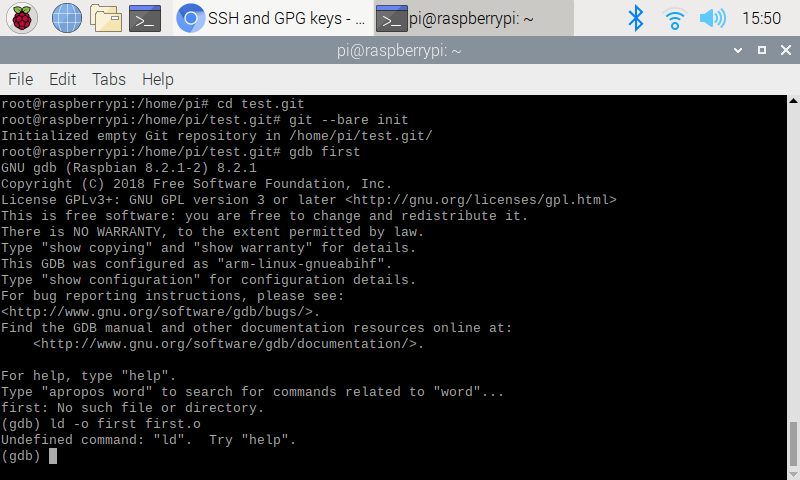 SSH and GPG keys - ...
pi@raspberrypi: ~
15:50
pi@raspberrypi: ~
File Edit Tabs Help
root@raspberrypi:/home/pi# cd test.git
root@raspberrypi:/home/pi/test.git# git --bare init
Initialized empty Git repository in /home/pi/test.git/
root@raspberrypi:/home/pi/test.git# gdb first
GNU gdb (Raspbian 8.2.1-2) 8.2.1
Copyright (C) 2018 Free Software Foundation, Inc.
License GPLv3+: GNU GPL version 3 or later <http://gnu.org/licenses/gpl.html>
This is free software: you are free to change and redistribute it.
There is NO WARRANTY, to the extent permitted by law.
Type "show copying" and "show warranty" for details.
This GDB was configured as "arm-linux-gnueabihf".
Type "show configuration" for configuration details.
For bug reporting instructions, please see:
<http://www.gnu.org/software/gdb/bugs/>.
Find the GDB manual and other documentation resources online at:
    <http://www.gnu.org/software/gdb/documentation/>.
For help, type "help".
Type "apropos word" to search for commands related to "word"...
first: No such file or directory.
(gdb) ld -o first first.o
Undefined command: "ld".  Try "help".
(gdb)